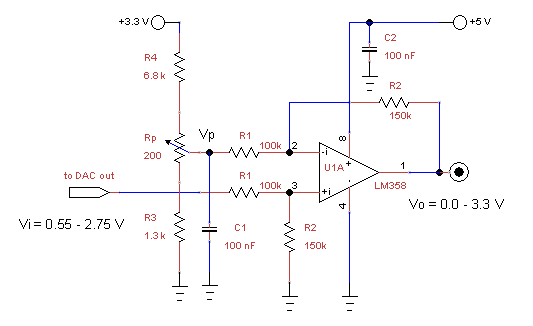 +3.3 V
+5 V
C2
100 nF
R4
6.8k
R2
150k
Rp
200
Vp
R1
100k
2
-i
8
+
U1A
1
LM358
to DAC out
R1
100k
3
+i
-
4
Vo = 0.0 - 3.3 V
Vi = 0.55 - 2.75 V
R3
1.3k
C1
100 nF
R2
150k